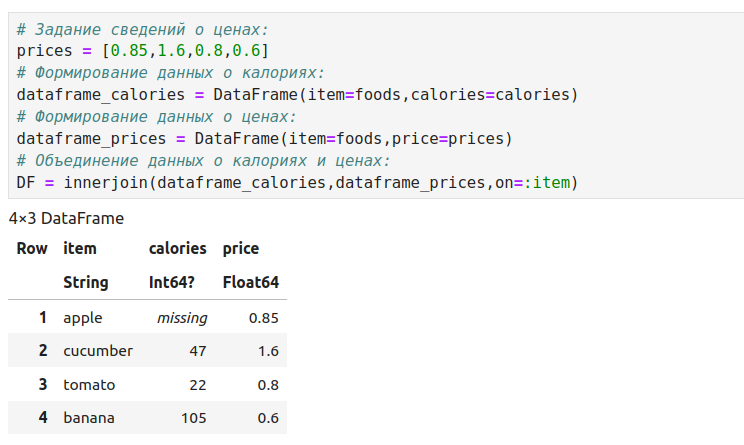 # Задание сведений о ценах:
prices = [0.85,1.6,0.8,0.6]
# Формирование данных о калориях:
dataframe_calories = DataFrame(item=foods,calories=calories)
# Формирование данных о ценах:
dataframe_prices = DataFrame(item=foods,price=prices)
# Объединение данных о калориях и ценах:
DF = innerjoin(dataframe_calories,dataframe_prices,on=:item)
4×3 DataFrame
Row item calories price
String Int64? Float64
1 apple missing 0.85
2 cucumber 47 1.6
3 tomato 22 0.8
4 banana 105 0.6